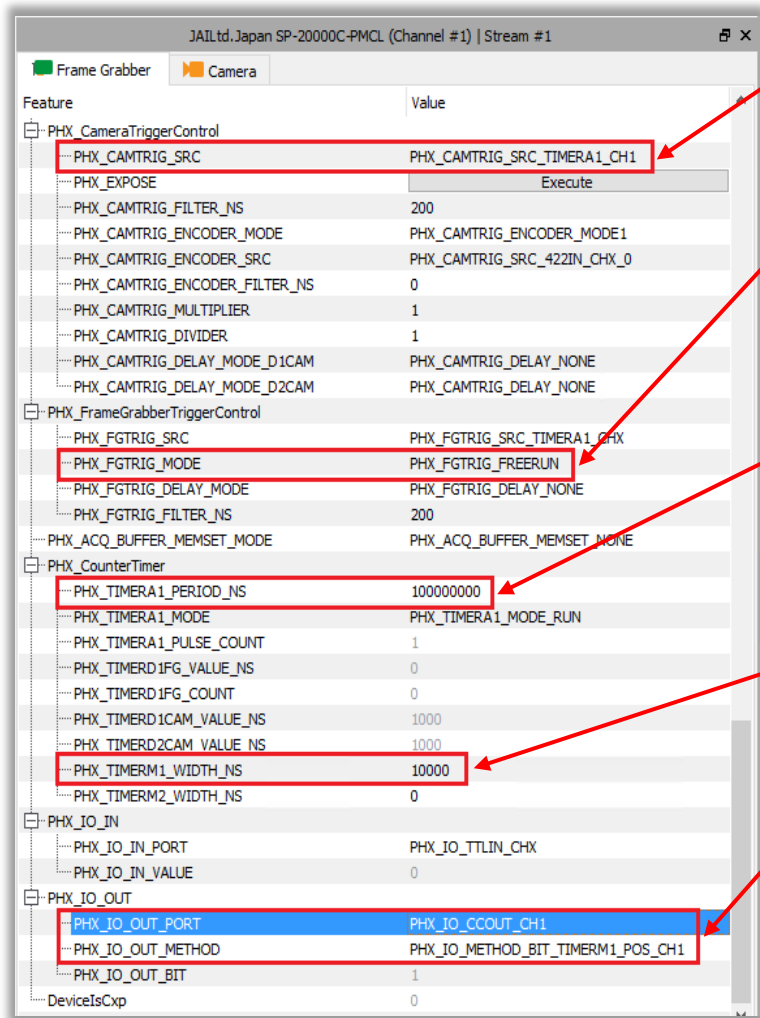 JAILtd.Japan SP-20000C-PMCL (Channel #1) | Stream #1
Frame Grabber Camera
Feature Value
PHX_CameraTriggerControl
PHX_CAMTRIG_SRC PHX_CAMTRIG_SRC_TIMERA1_CH1
PHX_EXPOSE Execute
PHX_CAMTRIG_FILTER_NS 200
PHX_CAMTRIG_ENCODER_MODE PHX_CAMTRIG_ENCODER_MODE1
PHX_CAMTRIG_ENCODER_SRC PHX_CAMTRIG_SRC_422IN_CHX_0
PHX_CAMTRIG_ENCODER_FILTER_NS 0
PHX_CAMTRIG_MULTIPLIER 1
PHX_CAMTRIG_DIVIDER 1
PHX_CAMTRIG_DELAY_MODE_D1CAM PHX_CAMTRIG_DELAY_NONE
PHX_CAMTRIG_DELAY_MODE_D2CAM PHX_CAMTRIG_DELAY_NONE
PHX_FrameGrabberTriggerControl
PHX_FGTRIG_SRC PHX_FGTRIG_SRC_TIMERA1_CHX
PHX_FGTRIG_MODE PHX_FGTRIG_FREERUN
PHX_FGTRIG_DELAY_MODE PHX_FGTRIG_DELAY_NONE
PHX_FGTRIG_FILTER_NS 200
PHX_ACQ_BUFFER_MEMSET_MODE PHX_ACQ_BUFFER_MEMSET_NONE
PHX_CounterTimer
PHX_TIMERA1_PERIOD_NS 100000000
PHX_TIMERA1_MODE PHX_TIMERA1_MODE_RUN
PHX_TIMERA1_PULSE_COUNT 1
PHX_TIMERD1FG_VALUE_NS 0
PHX_TIMERD1FG_COUNT 0
PHX_TIMERD1CAM_VALUE_NS 1000
PHX_TIMERD2CAM_VALUE_NS 1000
PHX_TIMERM1_WIDTH_NS 10000
PHX_TIMERM2_WIDTH_NS 0
PHX_IO_IN
PHX_IO_IN_PORT PHX_IO_TTLIN_CHX
PHX_IO_IN_VALUE 0
PHX_IO_OUT
PHX_IO_OUT_PORT PHX_IO_CCOUT_CH1
PHX_IO_OUT_METHOD PHX_IO_METHOD_BIT_TIMERM1_POS_CH1
PHX_IO_OUT_BIT 1
DeviceIsCxp 0